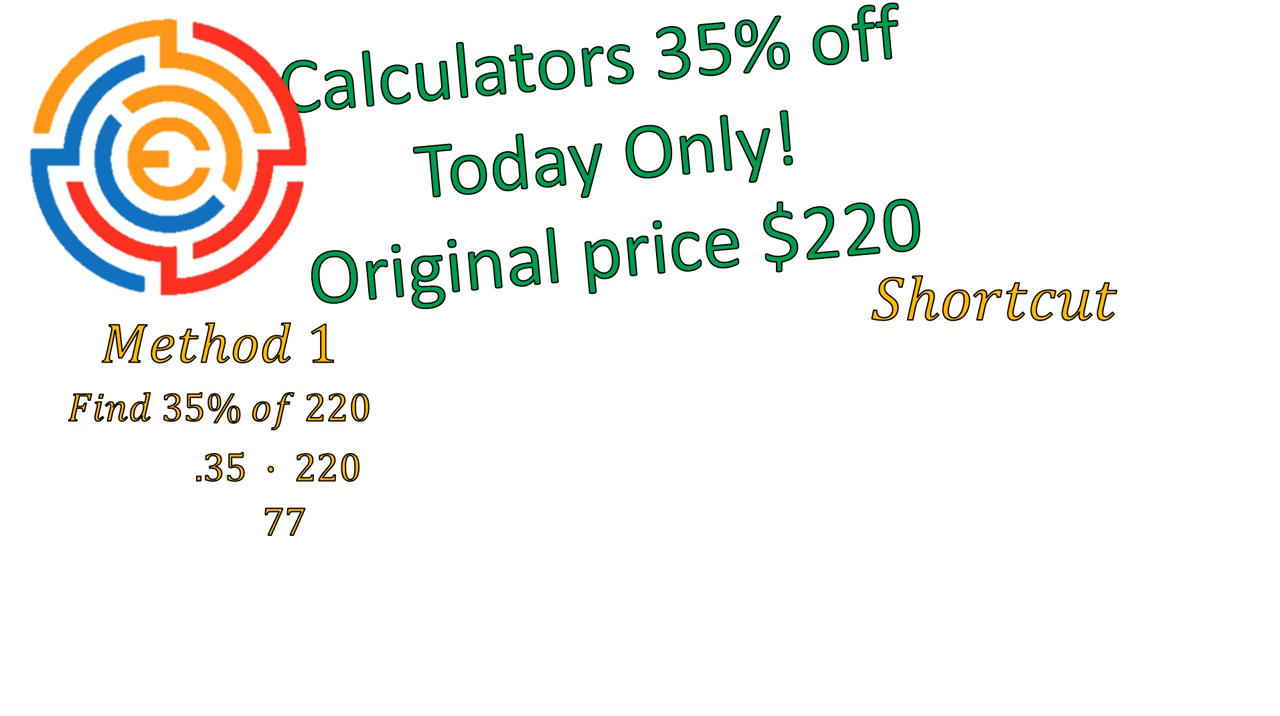 Calculators 35% off
Today Only!
Original price $220
Shortcut
Method 1
Find 35% of 220
.35 · 220
77